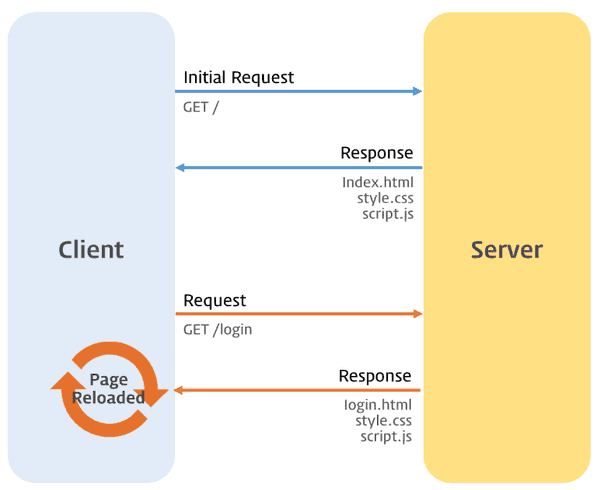 Initial Request
GET /
Response
Index.html
style.css
script.js
Client
Server
Request
GET /login
Page
Reloaded
Response
login.html
style.css
script.js